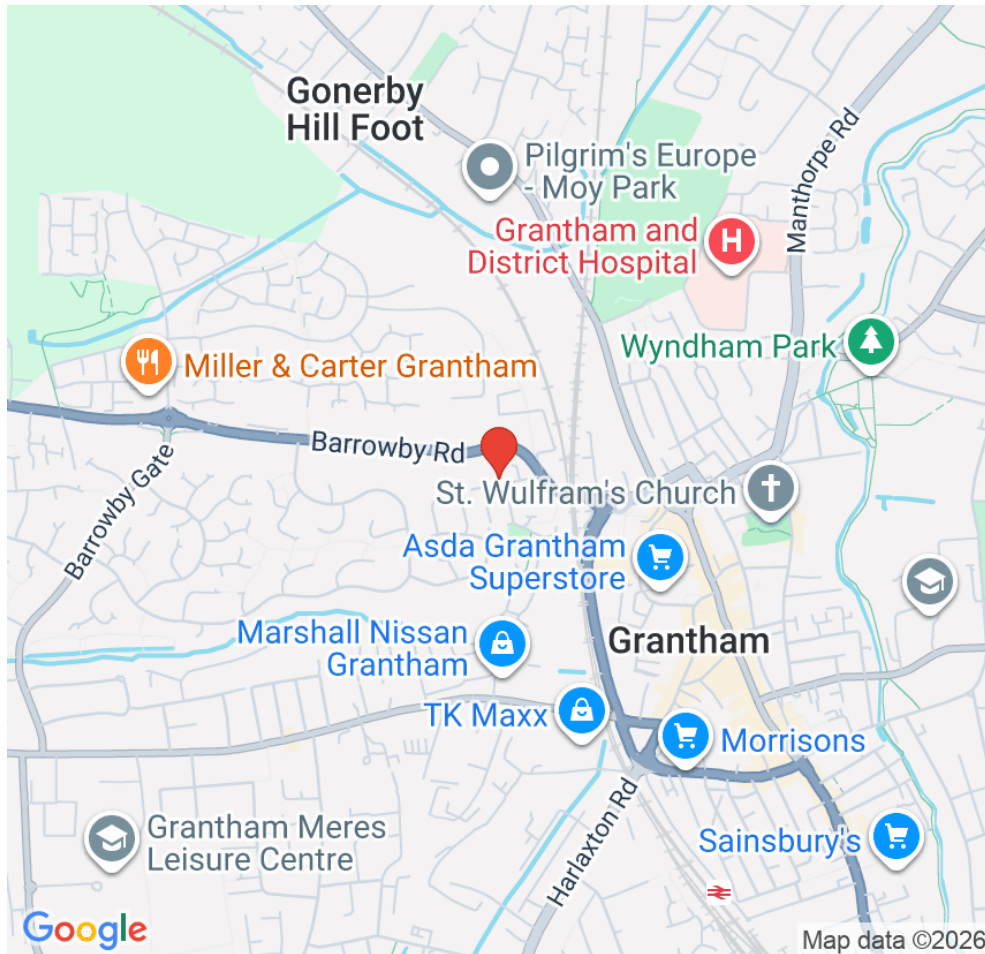 Gonerby
Hill Foot
Pilgrim's Europe
- Moy Park
Manthorpe Rd
Grantham and
District Hospital
H
Wyndham Park
Miller & Carter Grantham
Barrowby Rd
St. Wulfram's Church
Barrowby Gate
Asda Grantham
Superstore
Marshall Nissan
Grantham
Grantham
TK Maxx
Morrisons
Harlaxton Rd
Grantham Meres
Leisure Centre
Sainsbury's
Google
Map data ©2026